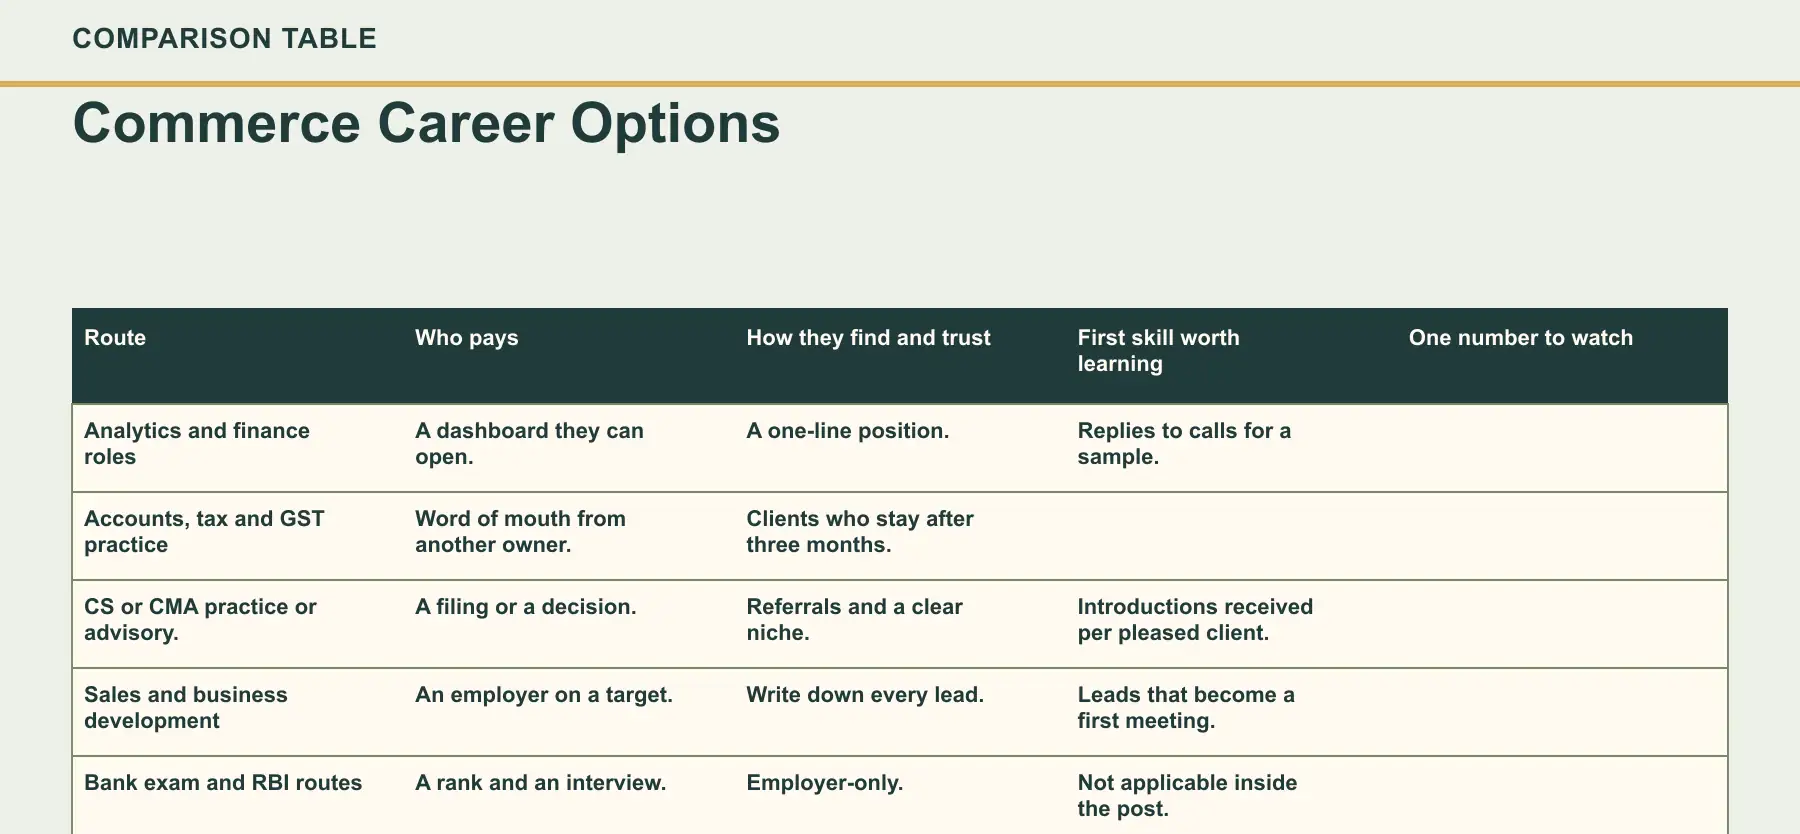 COMPARISON TABLE
Commerce Career Options
Route
Who pays
How they find and trust
First skill worth
learning
One number to watch
Analytics and finance
roles
A dashboard they can
open.
A one-line position.
Replies to calls for a
sample.
Accounts, tax and GST
practice
Word of mouth from
another owner.
Clients who stay after
three months.
CS or CMA practice or
advisory.
A filing or a decision.
Referrals and a clear
niche.
Introductions received
per pleased client.
Sales and business
development
An employer on a target.
Write down every lead.
Leads that become a
first meeting.
Bank exam and RBI routes
A rank and an interview.
Employer-only.
Not applicable inside
the post.